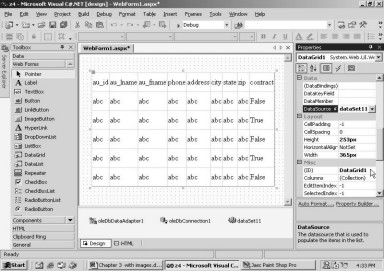 z4 - Microsoft Visual C#.NET [design] - WebForm1.aspx*
File Edit View Project Build Debug Format Table Insert Frames Tools Window Help
Debug
Toolbox
Data
Web Forms
Pointer
Label
TextBox
Button
LinkButton
ImageButton
HyperLink
DropDownList
ListBox
DataGrid
DataList
Repeater
CheckBox
CheckBoxList
RadioButtonList
RadioButton
Components
HTML
Clipboard Ring
General
Server Explorer
WebForm1.aspx*
au_id au_lname au_fname phone address city state zip contract
abc abc abc abc abc abc abc abc False
abc abc abc abc abc abc abc abc True
abc abc abc abc abc abc abc abc False
abc abc abc abc abc abc abc abc True
abc abc abc abc abc abc abc abc False
oleDbDataAdapter1 oleDbConnection1 dataSet11
Design HTML
Properties
DataGrid1 System.Web.UI.We
Data
(DataBindings)
DataKeyField
DataMember
DataSource dataSet11
Layout
CellPadding -1
CellSpacing 0
Height 253px
HorizontalAlign NotSet
Width 365px
Misc
(ID) DataGrid1
Columns (Collection)
EditItemIndex -1
SelectedIndex -1
Auto Format..., Property Builder...
DataSource
The datasource that is used to populate the items in the list.
Ready
Start
Chapter 3- with images.d...
z4 - Microsoft Visual C...
Jasc Paint Shop Pro
4:33 PM